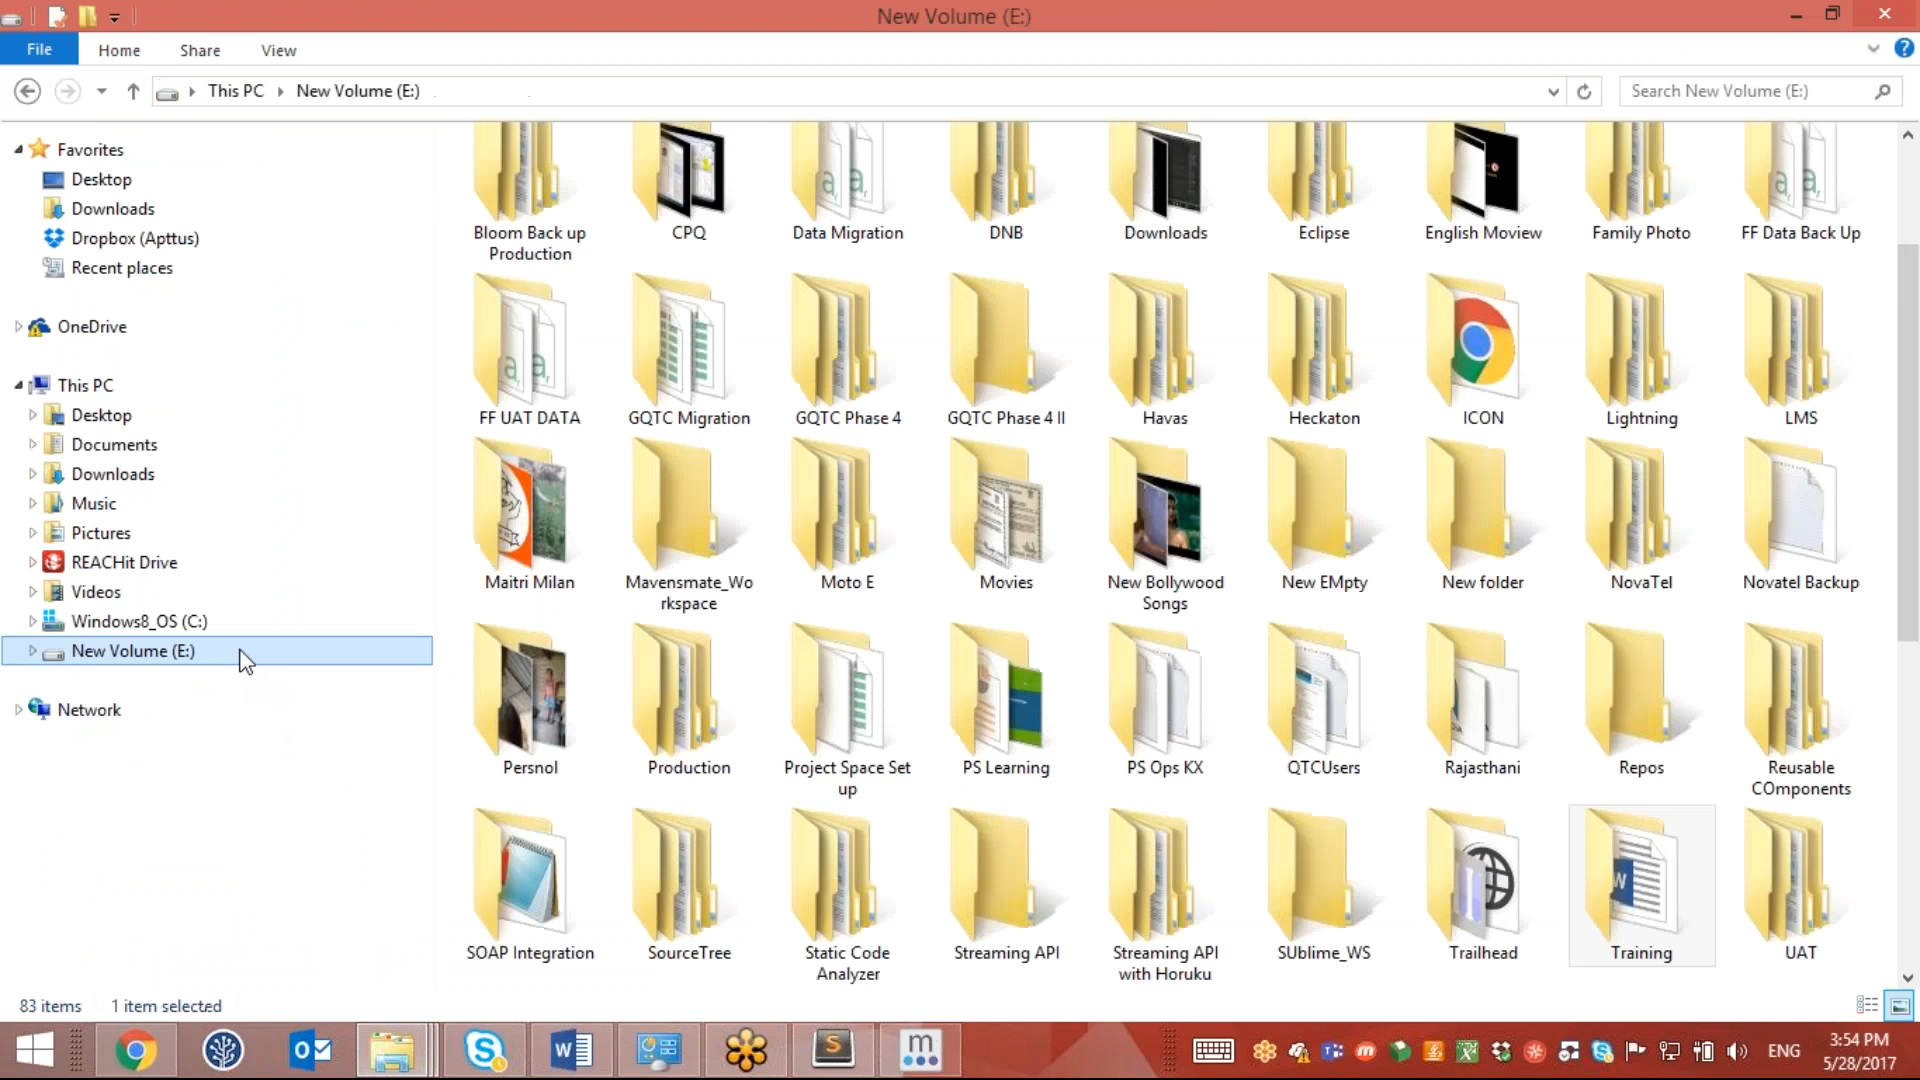 New Volume (E:)
File Home Share View
This PC New Volume (E:)
Search New Volume (E:)
Favorites
Desktop
Downloads
Dropbox (Apttus)
Recent places
OneDrive
This PC
Desktop
Documents
Downloads
Music
Pictures
REACHit Drive
Videos
Windows8_OS (C:)
New Volume (E:)
Network
Bloom Back up
Production
CPQ
Data Migration
DNB
Downloads
Eclipse
English Moview
Family Photo
FF Data Back Up
FF UAT DATA
GQTC Migration
GQTC Phase 4
GQTC Phase 4 II
Havas
Heckaton
ICON
Lightning
LMS
Maitri Milan
Mavensmate_Wo
rkspace
Moto E
Movies
New Bollywood
Songs
New EMpty
New folder
NovaTel
Novatel Backup
Persnol
Production
Project Space Set
up
PS Learning
PS Ops KX
QTCUsers
Rajasthani
Repos
Reusable
COmponents
SOAP Integration
SourceTree
Static Code
Analyzer
Streaming API
Streaming API
with Horuku
SUblime_WS
Trailhead
Training
UAT
83 items 1 item selected
ENG
3:54 PM
5/28/2017